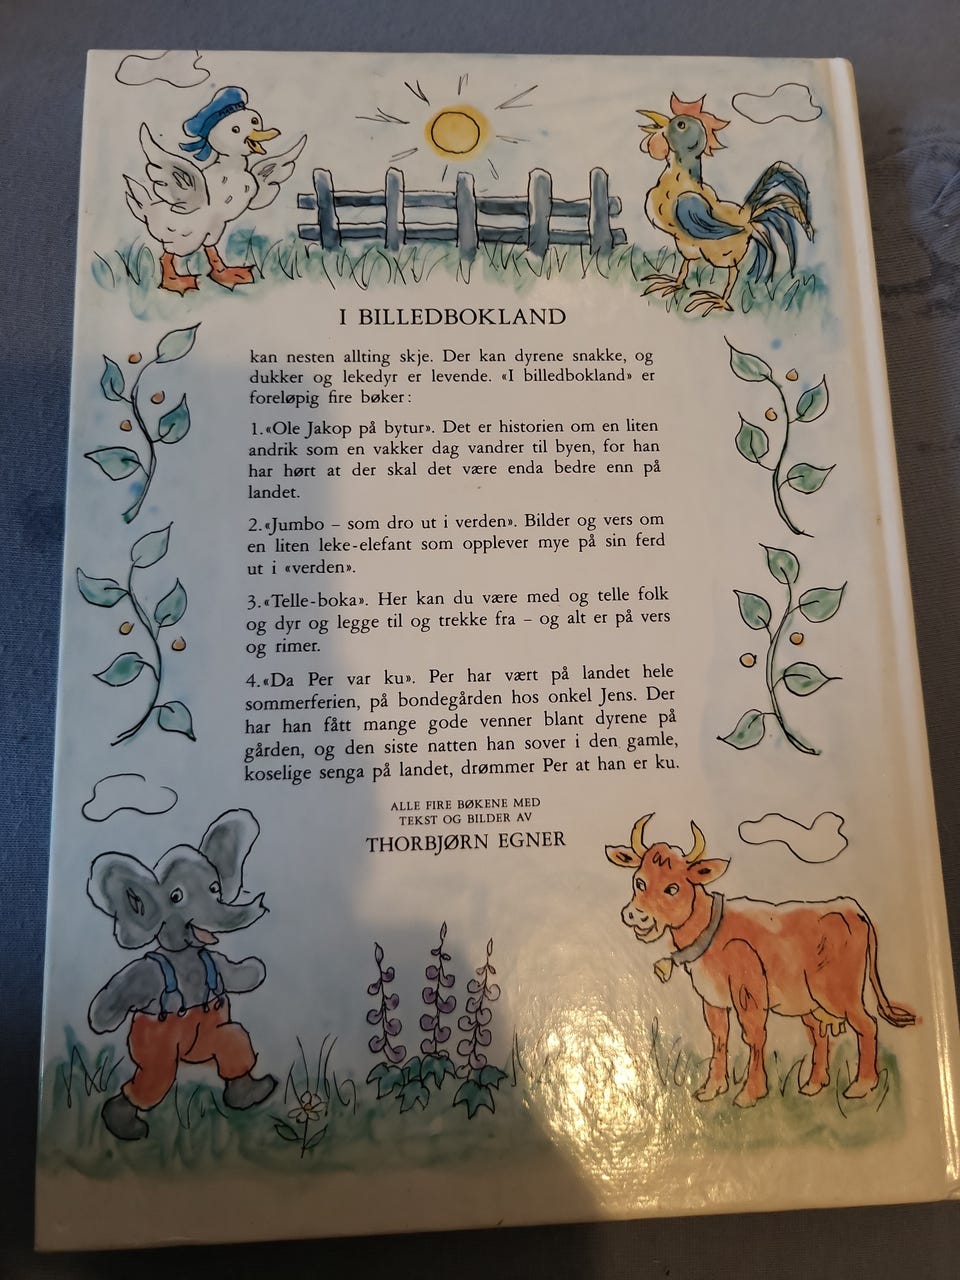 I BILLEDBOKLAND
kan nesten allting skje. Der kan dyrene snakke, og
dukker og lekedyr er levende. «I billedbokland» er
foreløpig fire bøker:
1.«Ole Jakop på bytur». Det er historien om en liten
andrik som en vakker dag vandrer til byen, for han
har hørt at der skal det være enda bedre enn på
landet.
2.«Jumbo – som dro ut i verden». Bilder og vers om
en liten leke-elefant som opplever mye på sin ferd
ut i «verden».
3.«Telle-boka». Her kan du være med og telle folk
og dyr og legge til og trekke fra – og alt er på vers
og rimer.
4.«Da Per var ku». Per har vært på landet hele
sommerferien, på bondegården hos onkel Jens. Der
har han fått mange gode venner blant dyrene på
gården, og den siste natten han sover i den gamle,
koselige senga på landet, drømmer Per at han er ku.
ALLE FIRE BØKENE MED
TEKST OG BILDER AV
THORBJØRN EGNER